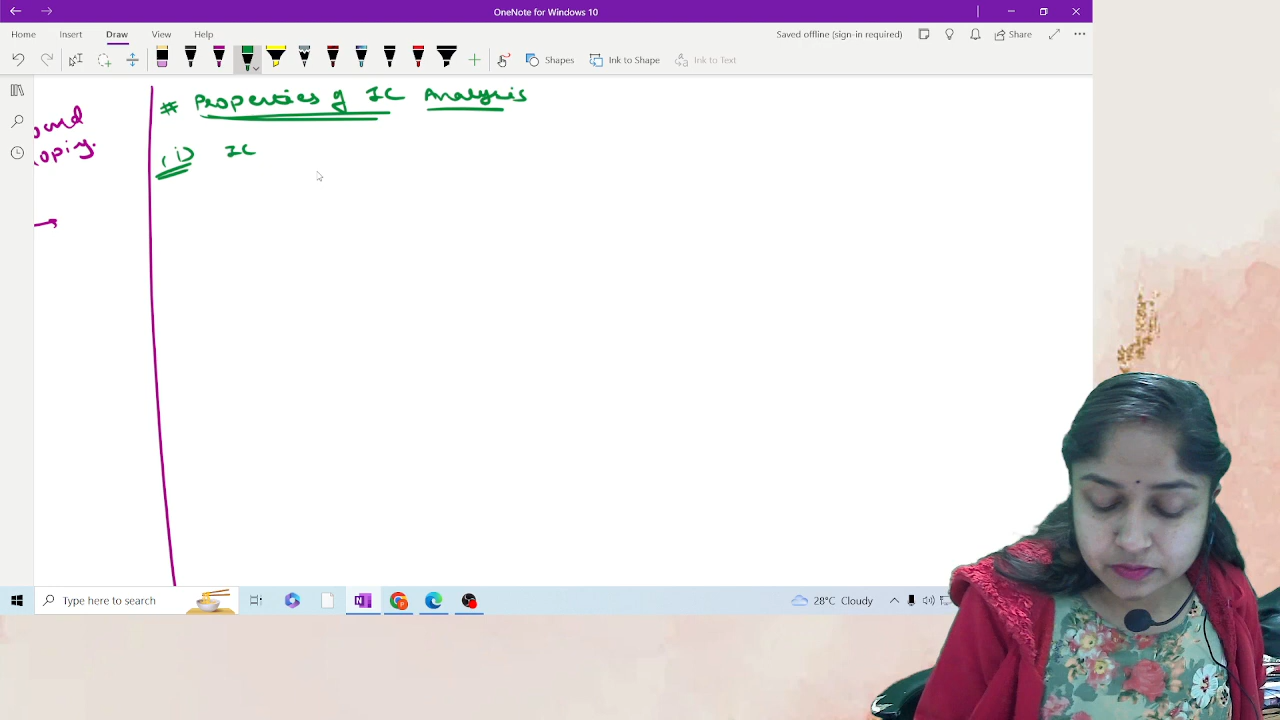 OneNote for Windows 10
Home Insert Draw View Help
Saved offline (sign-in required) Share
Shapes Ink to Shape Ink to Text
# Properties of IC Analysis
(i) IC
Type here to search
28°C Cloudy